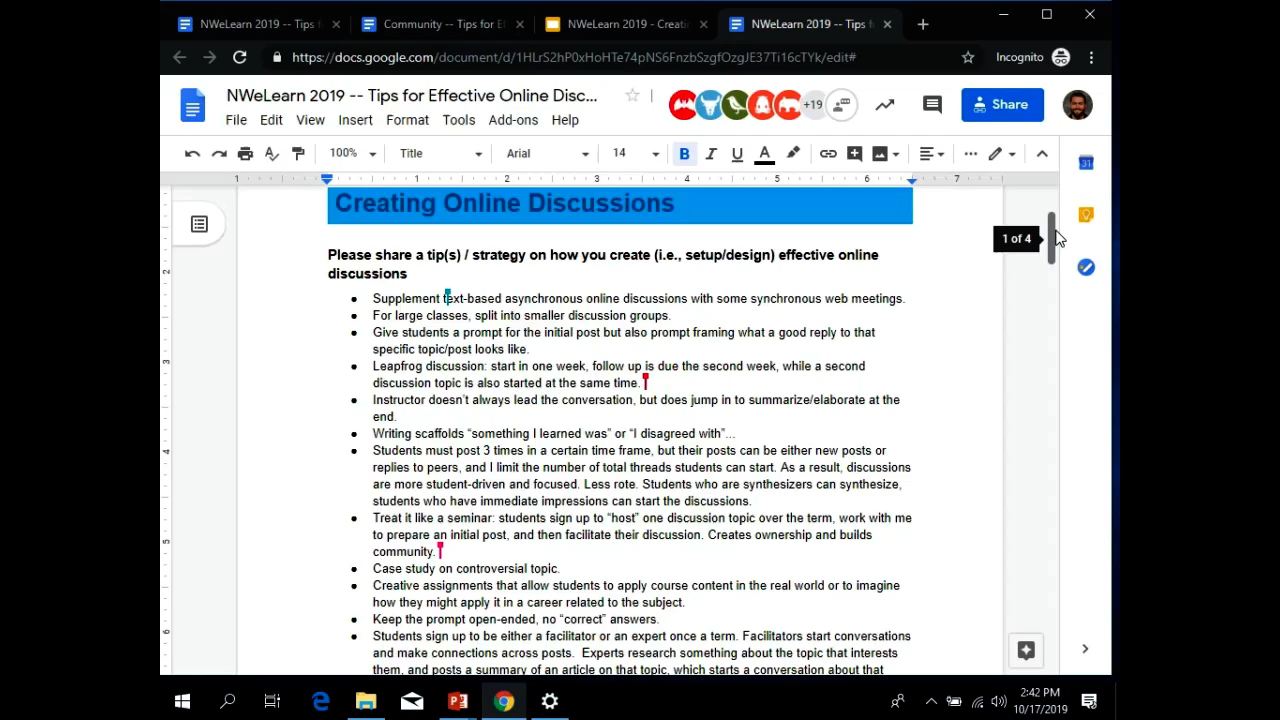 NWeLearn 2019 -- Tips f
Community -- Tips for Ef
NWeLearn 2019 - Creatin
NWeLearn 2019 -- Tips f
https://docs.google.com/document/d/1HLrS2hP0xHoHTe74pNS6FnzbSzgfOzgJE37Ti16cTYk/edit#
Incognito
NWeLearn 2019 -- Tips for Effective Online Disc...
+19
Share
File Edit View Insert Format Tools Add-ons Help
100% Title Arial 14 B I U A
1 1 2 3 4 5 6 7
Creating Online Discussions
1 of 4
Please share a tip(s) / strategy on how you create (i.e., setup/design) effective online
discussions
● Supplement text-based asynchronous online discussions with some synchronous web meetings.
● For large classes, split into smaller discussion groups.
● Give students a prompt for the initial post but also prompt framing what a good reply to that
specific topic/post looks like.
● Leapfrog discussion: start in one week, follow up is due the second week, while a second
discussion topic is also started at the same time.
● Instructor doesn't always lead the conversation, but does jump in to summarize/elaborate at the
end.
● Writing scaffolds “something I learned was” or “I disagreed with”...
● Students must post 3 times in a certain time frame, but their posts can be either new posts or
replies to peers, and I limit the number of total threads students can start. As a result, discussions
are more student-driven and focused. Less rote. Students who are synthesizers can synthesize,
students who have immediate impressions can start the discussions.
● Treat it like a seminar: students sign up to “host” one discussion topic over the term, work with me
to prepare an initial post, and then facilitate their discussion. Creates ownership and builds
community.
● Case study on controversial topic.
● Creative assignments that allow students to apply course content in the real world or to imagine
how they might apply it in a career related to the subject.
● Keep the prompt open-ended, no “correct” answers.
● Students sign up to be either a facilitator or an expert once a term. Facilitators start conversations
and make connections across posts. Experts research something about the topic that interests
them, and posts a summary of an article on that topic, which starts a conversation about that
2
3
4
5
6
31
2:42 PM
10/17/2019